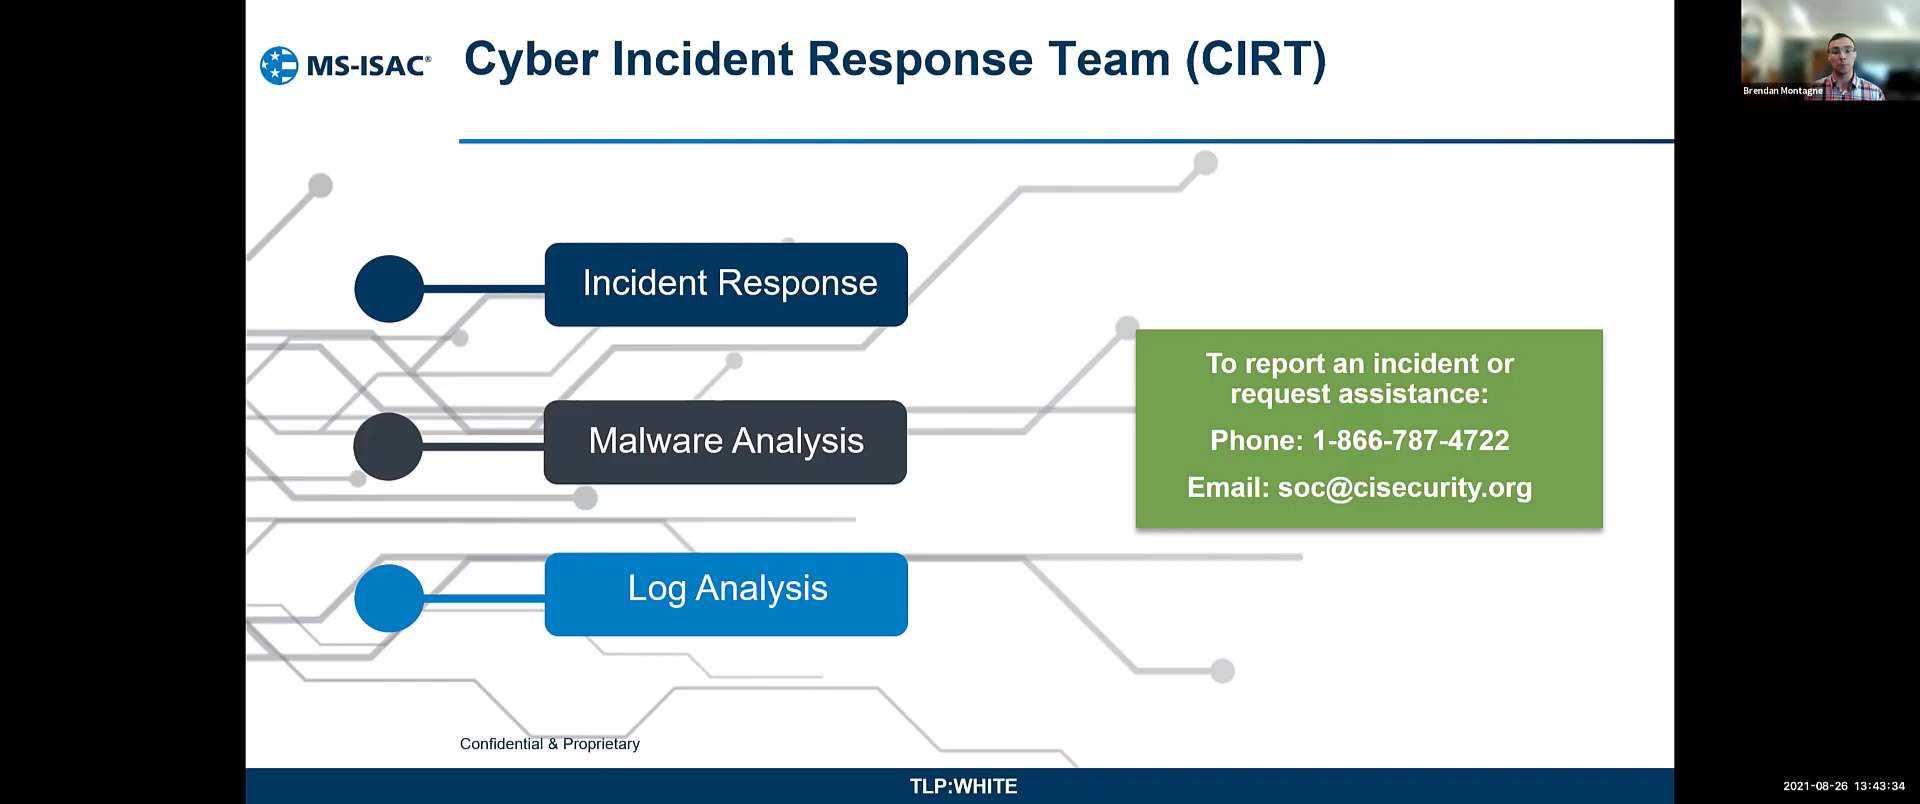 MS-ISAC®
Cyber Incident Response Team (CIRT)
Brendan Montagne
Incident Response
Malware Analysis
Log Analysis
To report an incident or
request assistance:
Phone: 1-866-787-4722
Email: soc@cisecurity.org
Confidential & Proprietary
TLP:WHITE
2021-08-26 13:43:34